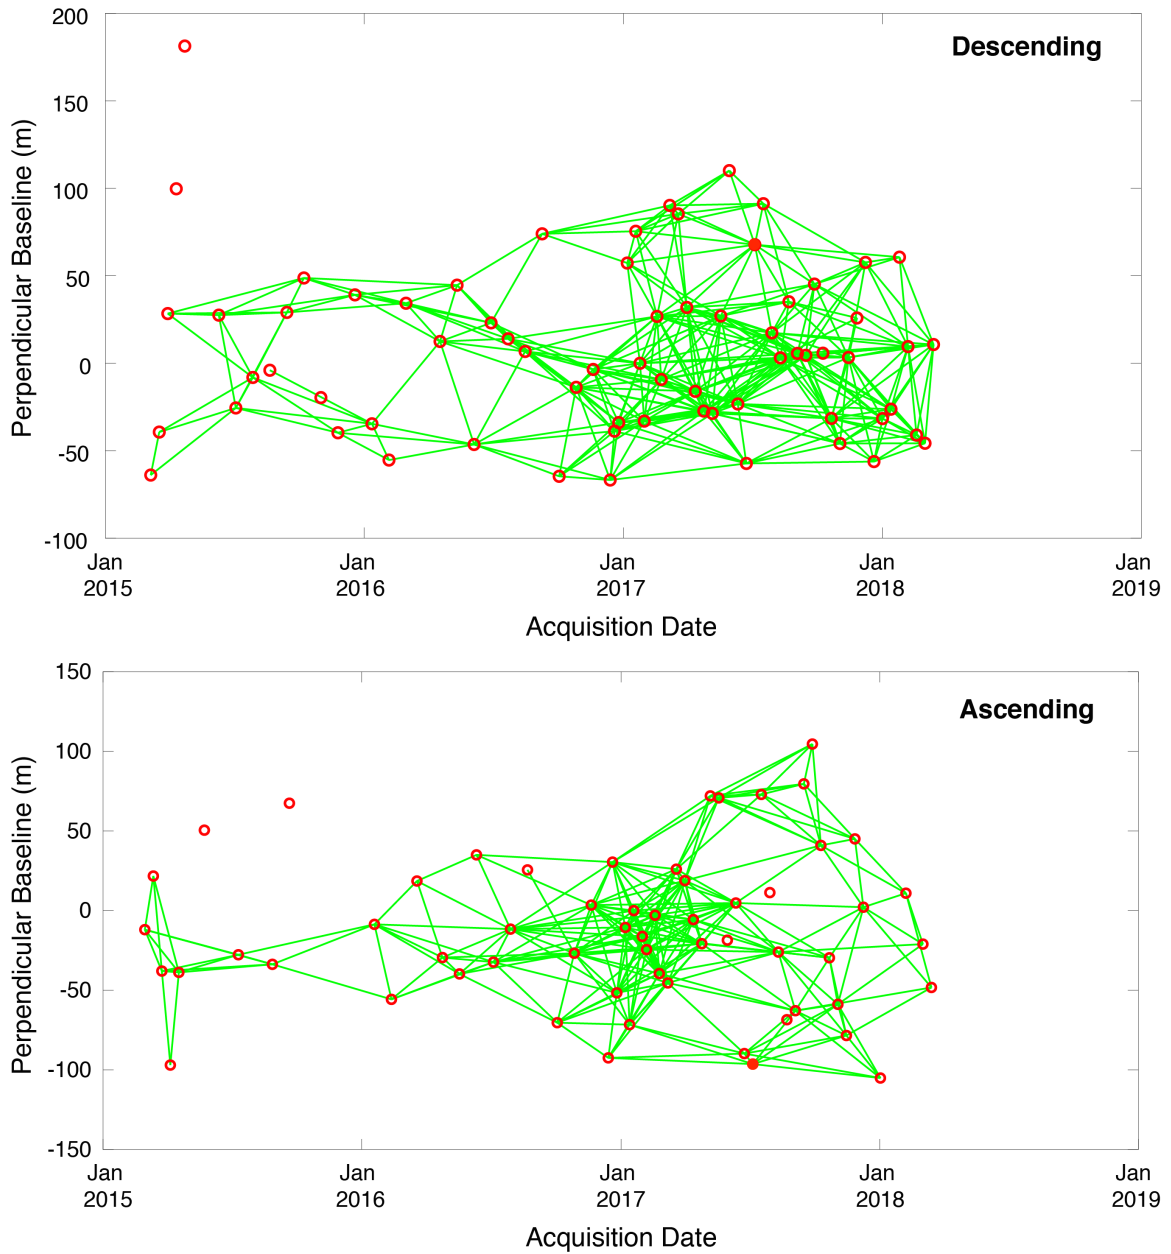 Descending
Perpendicular Baseline (m)
200
150
100
50
0
-50
-100
Jan Jan Jan Jan Jan
2015 2016 2017 2018 2019
Acquisition Date
Ascending
Perpendicular Baseline (m)
150
100
50
0
-50
-100
-150
Jan Jan Jan Jan Jan
2015 2016 2017 2018 2019
Acquisition Date